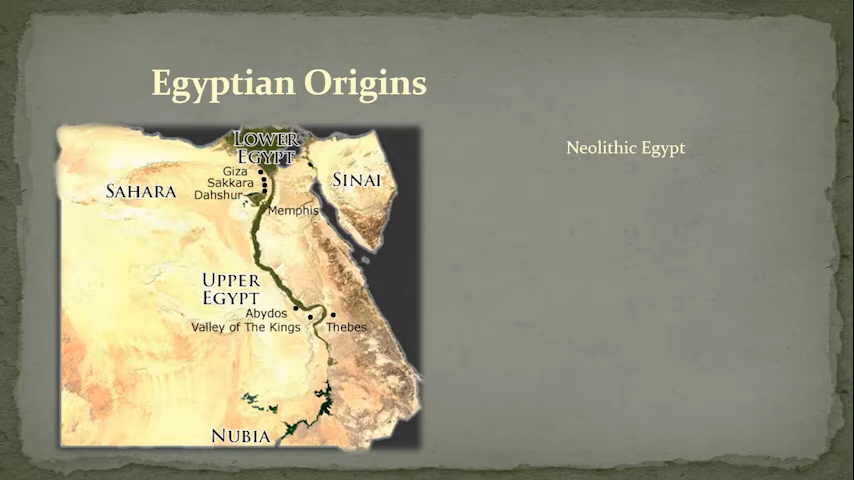 Egyptian Origins
Neolithic Egypt
LOWER
EGYPT
Giza
Sakkara
Dahshur
SAHARA
SINAI
Memphis
UPPER
EGYPT
Abydos
Valley of The Kings
Thebes
NUBIA